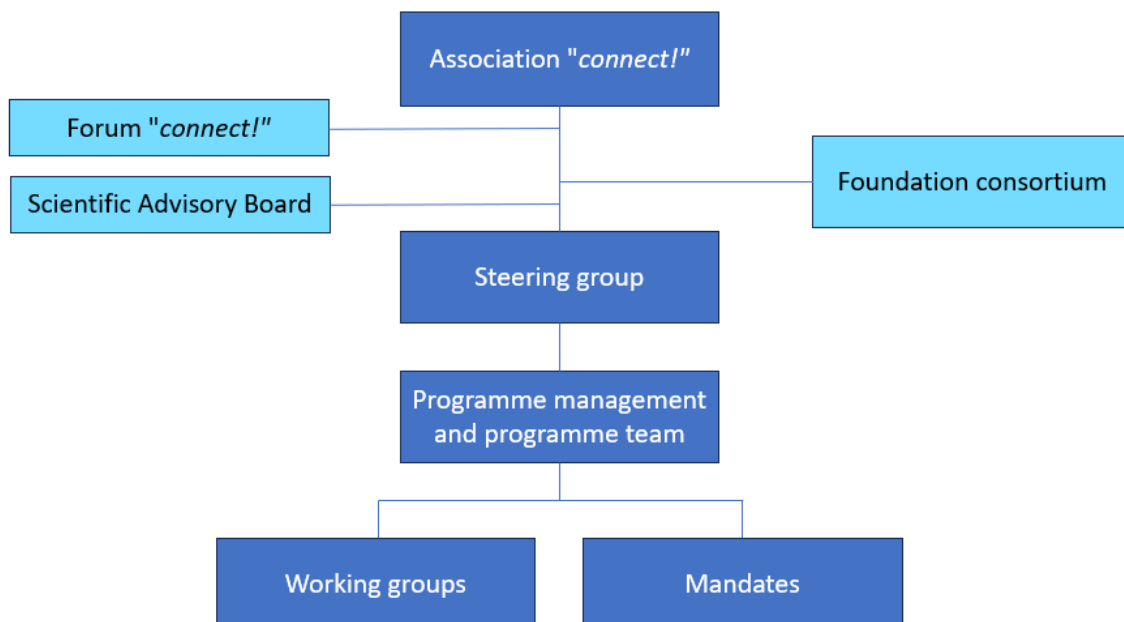 Association "connect!"
Forum "connect!"
Foundation consortium
Scientific Advisory Board
Steering group
Programme management
and programme team
Working groups
Mandates